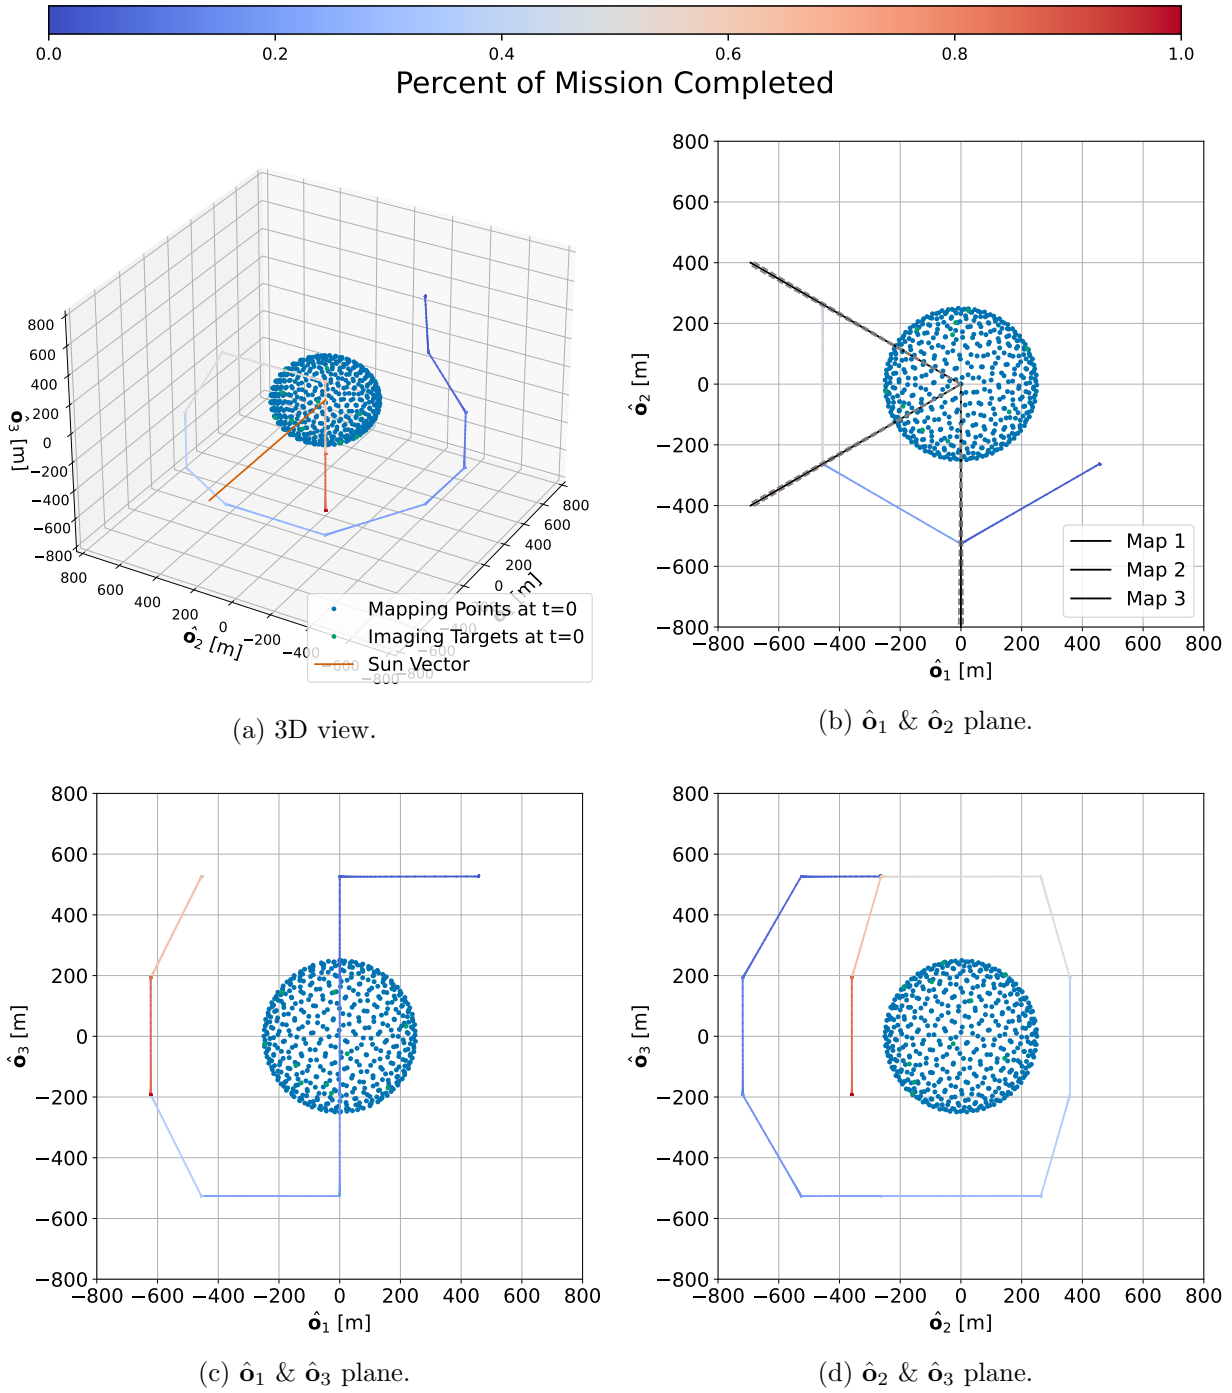 0.0 0.2 0.4 0.6 0.8 1.0
Percent of Mission Completed
800
600
400
200
0
−200
−400
−600
−800
ô₃ [m]
800 600 400 200 0 −200 −400 −600 −800
ô₂ [m]
−800 −600 −400 0 200 400 600 800
[m]
Mapping Points at t=0
Imaging Targets at t=0
Sun Vector
(a) 3D view.
800
600
400
200
0
−200
−400
−600
−800
ô₂ [m]
Map 1
Map 2
Map 3
−800 −600 −400 −200 0 200 400 600 800
ô₁ [m]
(b) ô₁ & ô₂ plane.
800
600
400
200
0
−200
−400
−600
−800
ô₃ [m]
−800 −600 −400 −200 0 200 400 600 800
ô₁ [m]
(c) ô₁ & ô₃ plane.
800
600
400
200
0
−200
−400
−600
−800
ô₃ [m]
−800 −600 −400 −200 0 200 400 600 800
ô₂ [m]
(d) ô₂ & ô₃ plane.